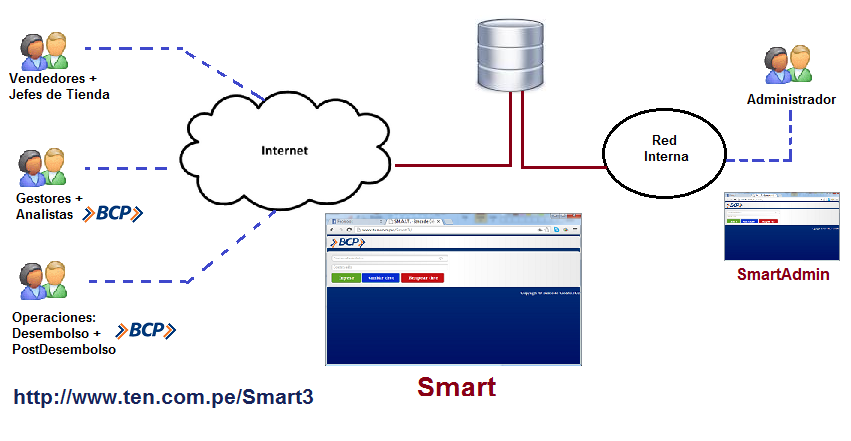 Vendedores +
Jefes de Tienda
Internet
Administrador
Red
Interna
Gestores +
Analistas BCP
BCP
SmartAdmin
Operaciones:
Desembolso + BCP
PostDesembolso
Smart
http://www.ten.com.pe/Smart3